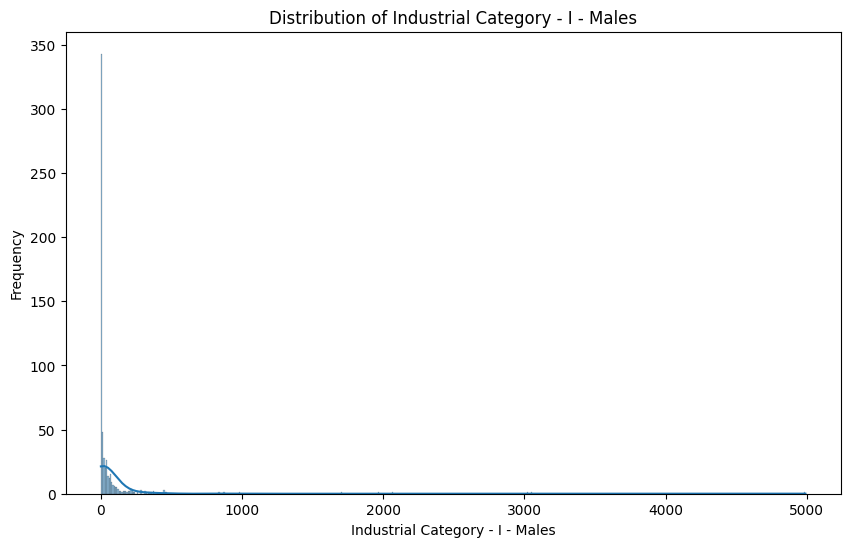 Distribution of Industrial Category - I - Males
350
300
250
200
150
100
50
0
Frequency
0 1000 2000 3000 4000 5000
Industrial Category - I - Males